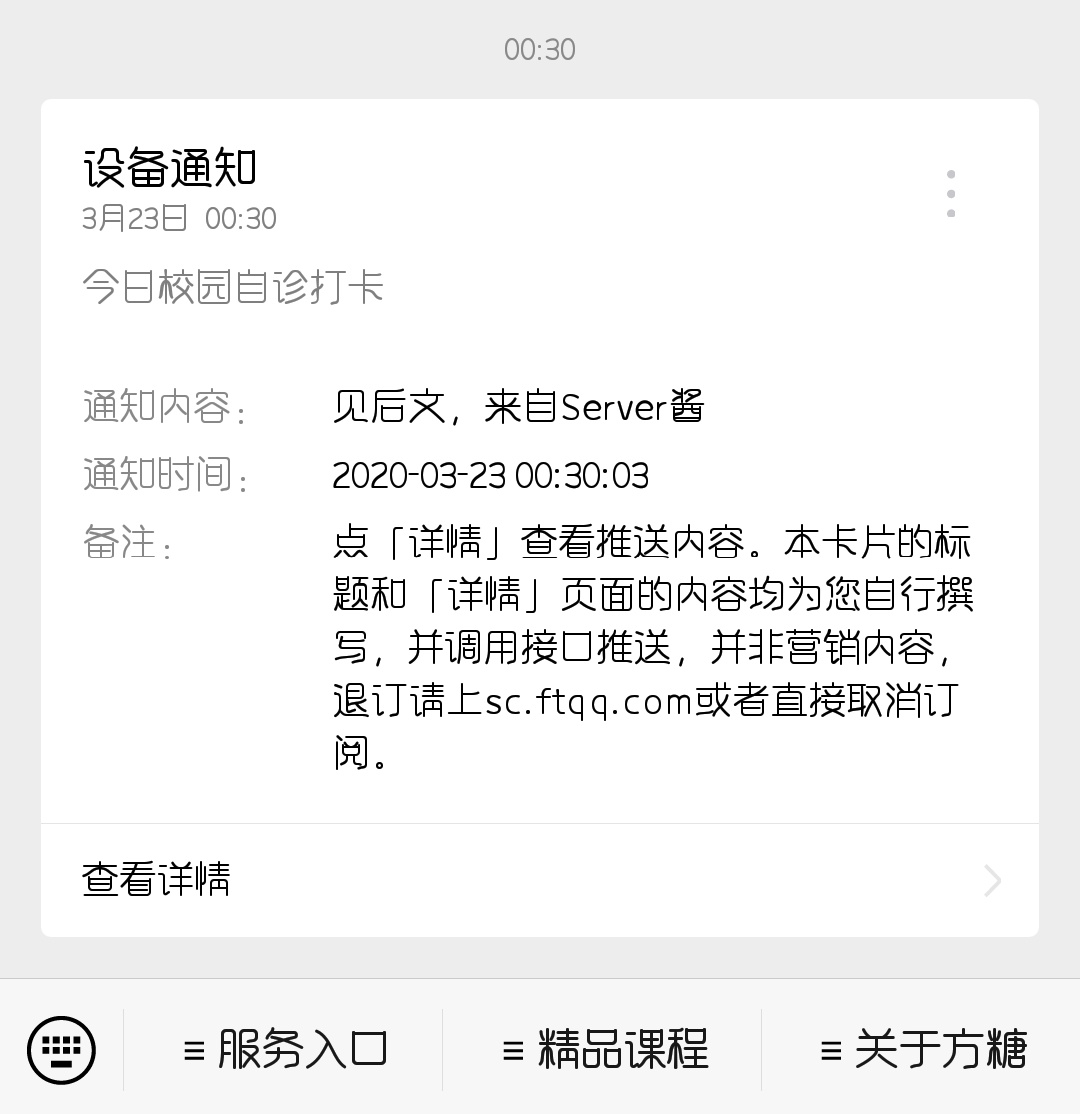 00:30
设备通知
3月23日 00:30
今日校园自诊打卡
通知内容： 见后文，来自Server酱
通知时间： 2020-03-23 00:30:03
备注： 点「详情」查看推送内容。本卡片的标
题和「详情」页面的内容均为您自行撰
写，并调用接口推送，并非营销内容，
退订请上sc.ftqq.com或者直接取消订
阅。
查看详情
服务入口 精品课程 关于方糖